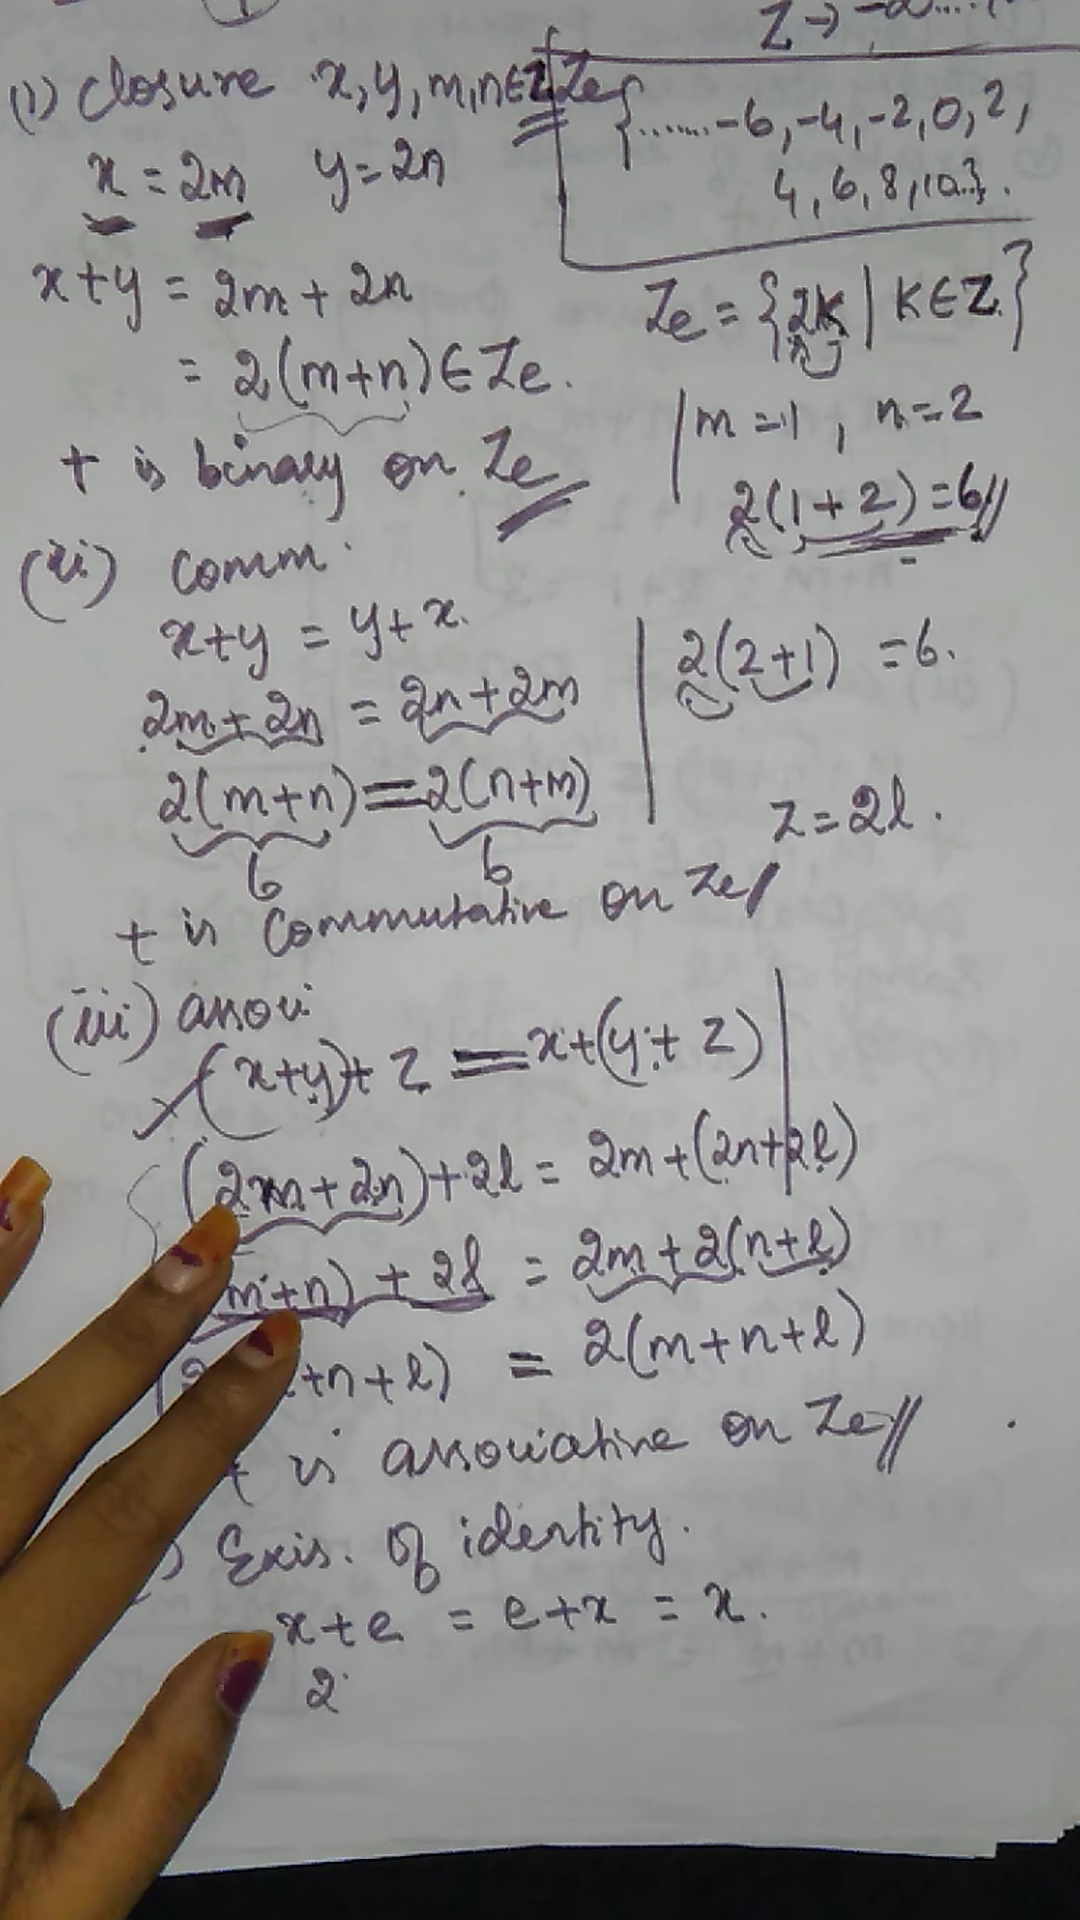 Z → -∞....
(i) closure x, y, m, n ∈ Ze
{.......-6, -4, -2, 0, 2,
4, 6, 8, 10..}.
x = 2m y = 2n
x+y = 2m + 2n
Ze = {2K | K ∈ Z}
= 2(m+n) ∈ Ze.
m = 1, n = 2
+ is binary on Ze
2(1+2) = 6//
(ii) comm.
x+y = y+x.
2(2+1) = 6.
2m + 2n = 2n + 2m
2(m+n) = 2(n+m)
z = 2l.
6 6
+ is commutative on Ze//
(iii) assoi.
(x+y)+z = x+(y+z)
(2m+2n)+2l = 2m+(2n+2l)
m+n) + 2l = 2m + 2(n+l)
+n+l) = 2(m+n+l)
+ is associative on Ze//
) Exis. Of identity.
x+e = e+x = x.
2